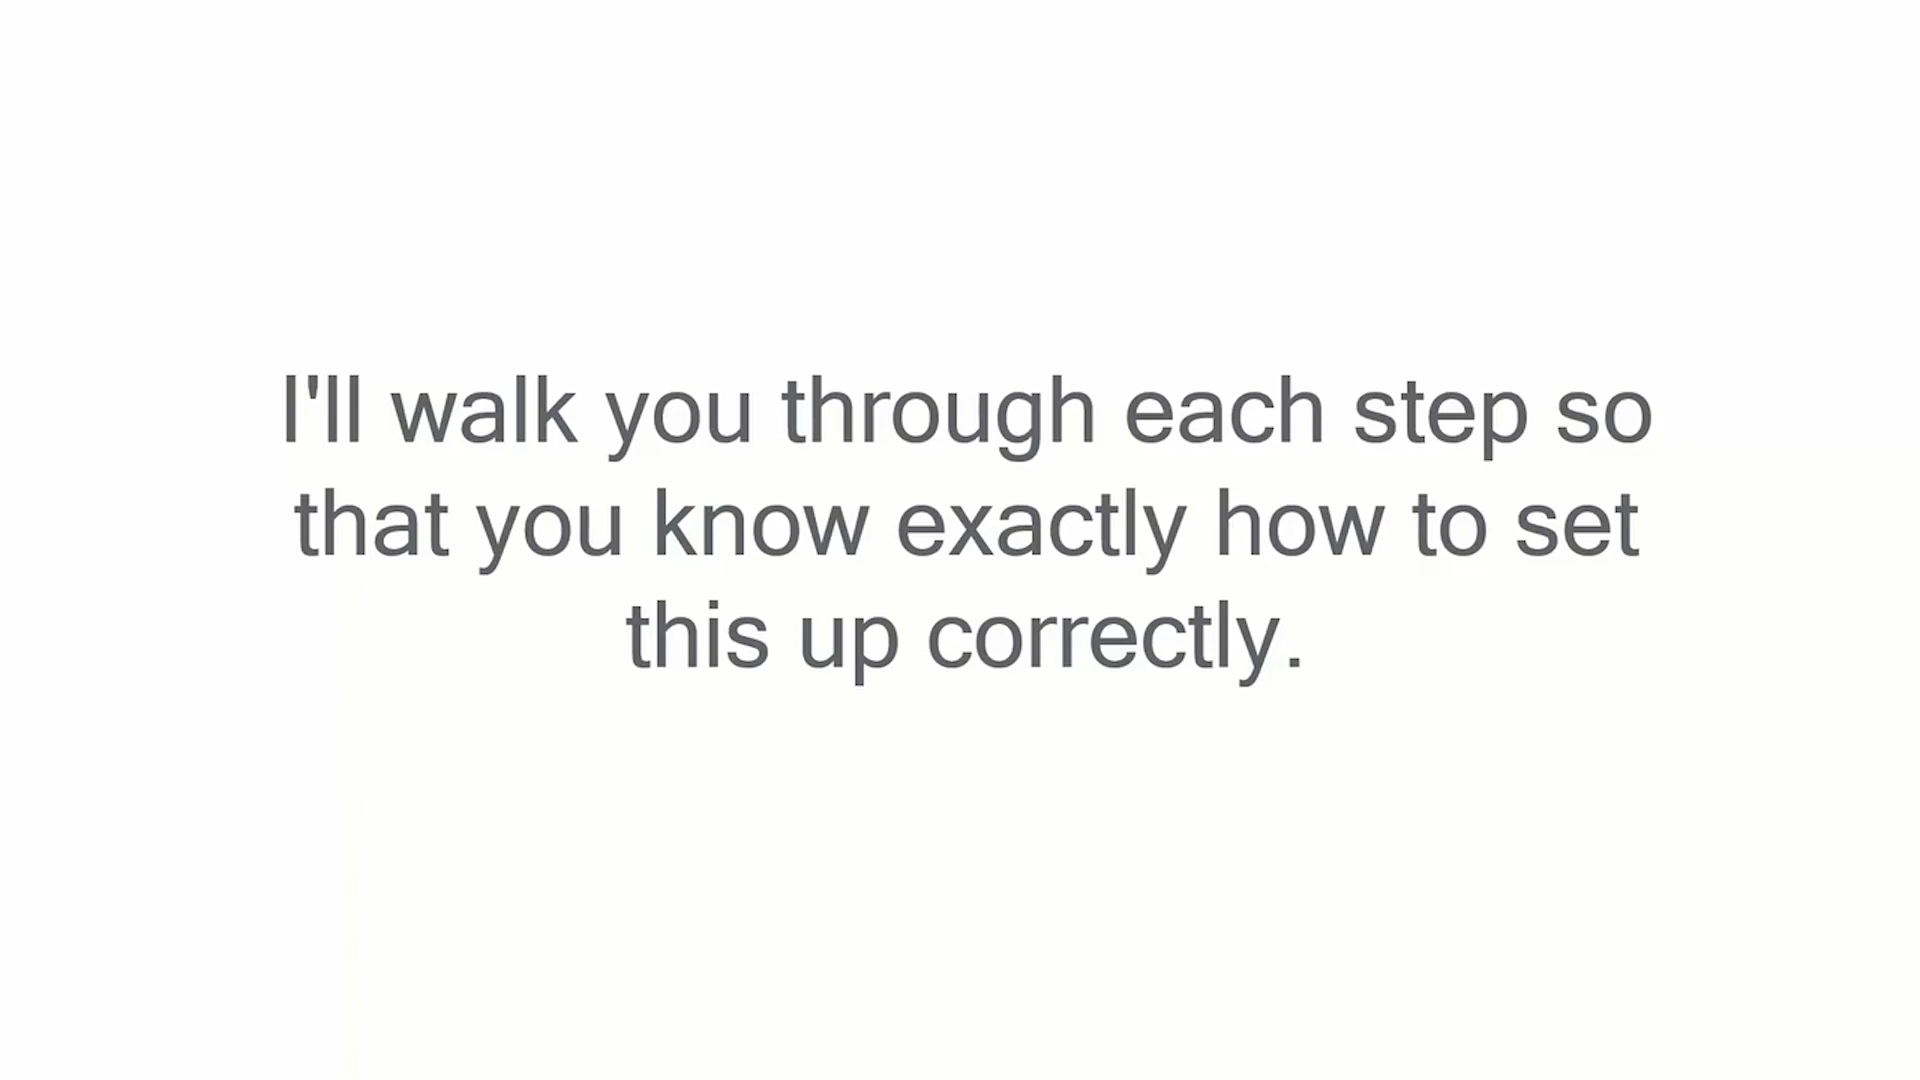 I'll walk you through each step so
that you know exactly how to set
this up correctly.